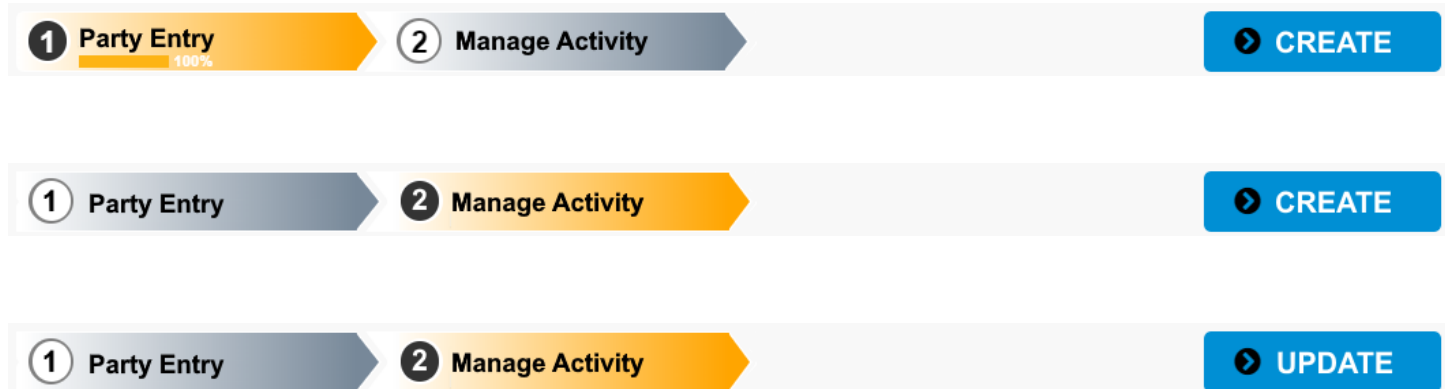 1 Party Entry 2 Manage Activity CREATE
100%
1 Party Entry 2 Manage Activity CREATE
1 Party Entry 2 Manage Activity UPDATE